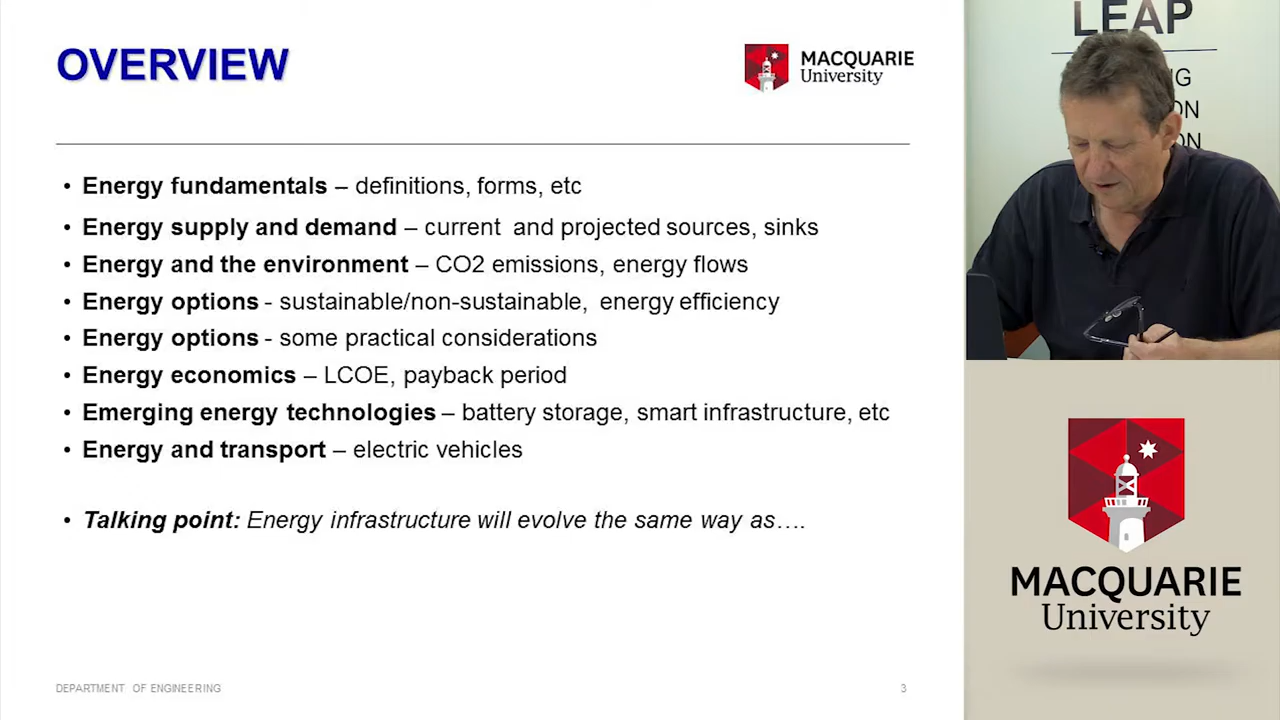 OVERVIEW
MACQUARIE
University
• Energy fundamentals – definitions, forms, etc
• Energy supply and demand – current and projected sources, sinks
• Energy and the environment – CO2 emissions, energy flows
• Energy options - sustainable/non-sustainable, energy efficiency
• Energy options - some practical considerations
• Energy economics – LCOE, payback period
• Emerging energy technologies – battery storage, smart infrastructure, etc
• Energy and transport – electric vehicles
• Talking point: Energy infrastructure will evolve the same way as….
DEPARTMENT OF ENGINEERING
3
LEAP
NG
ON
ON
MACQUARIE
University